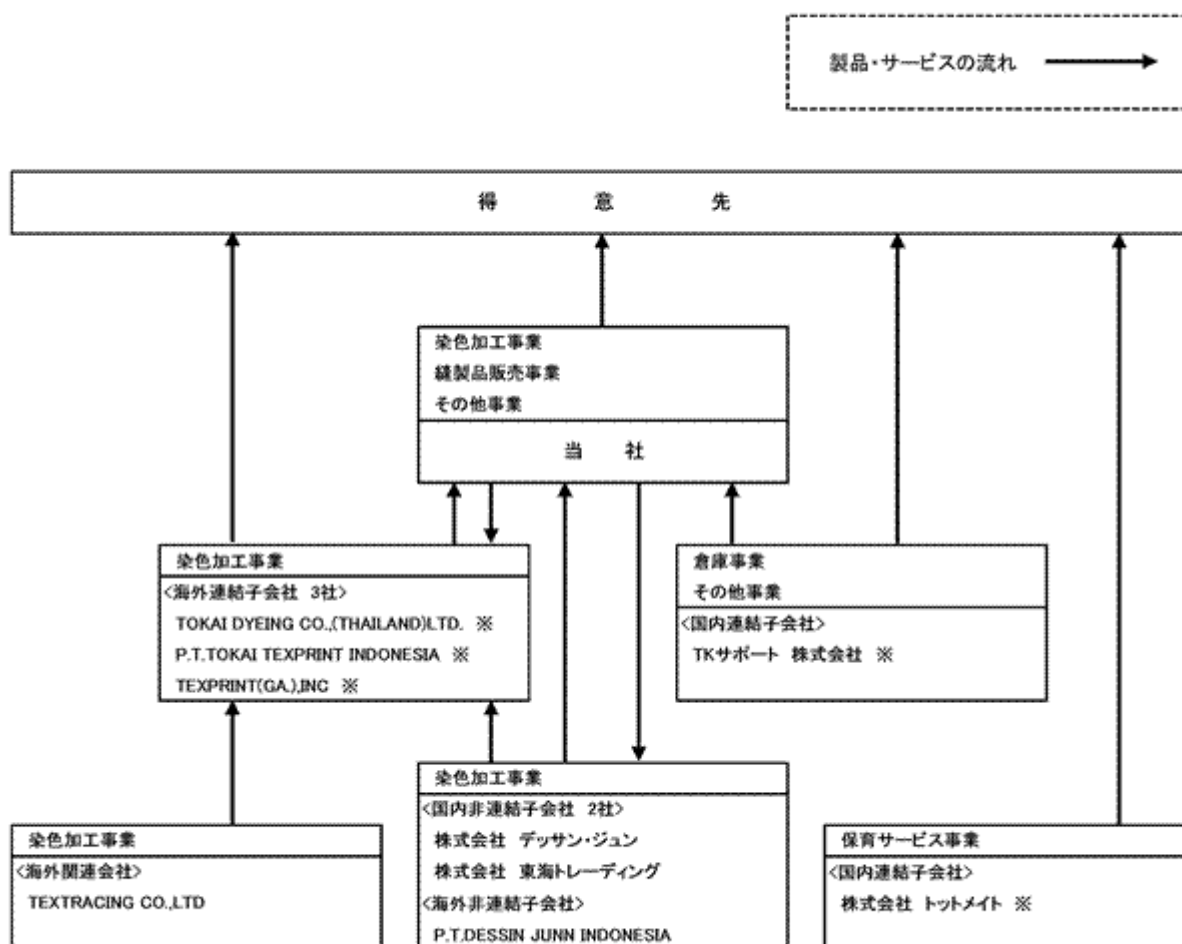 製品・サービスの流れ
得意先
染色加工事業
縫製品販売事業
その他事業
当社
染色加工事業
<海外連結子会社 3社>
TOKAI DYEING CO.,(THAILAND)LTD. ※
P.T.TOKAI TEXPRINT INDONESIA ※
TEXPRINT(GA.),INC ※
倉庫事業
その他事業
<国内連結子会社>
TKサポート 株式会社 ※
染色加工事業
<国内非連結子会社 2社>
株式会社 デッサン・ジュン
株式会社 東海トレーディング
<海外非連結子会社>
P.T.DESSIN JUNN INDONESIA
染色加工事業
<海外関連会社>
TEXTRACING CO.,LTD
保育サービス事業
<国内連結子会社>
株式会社 トットメイト ※